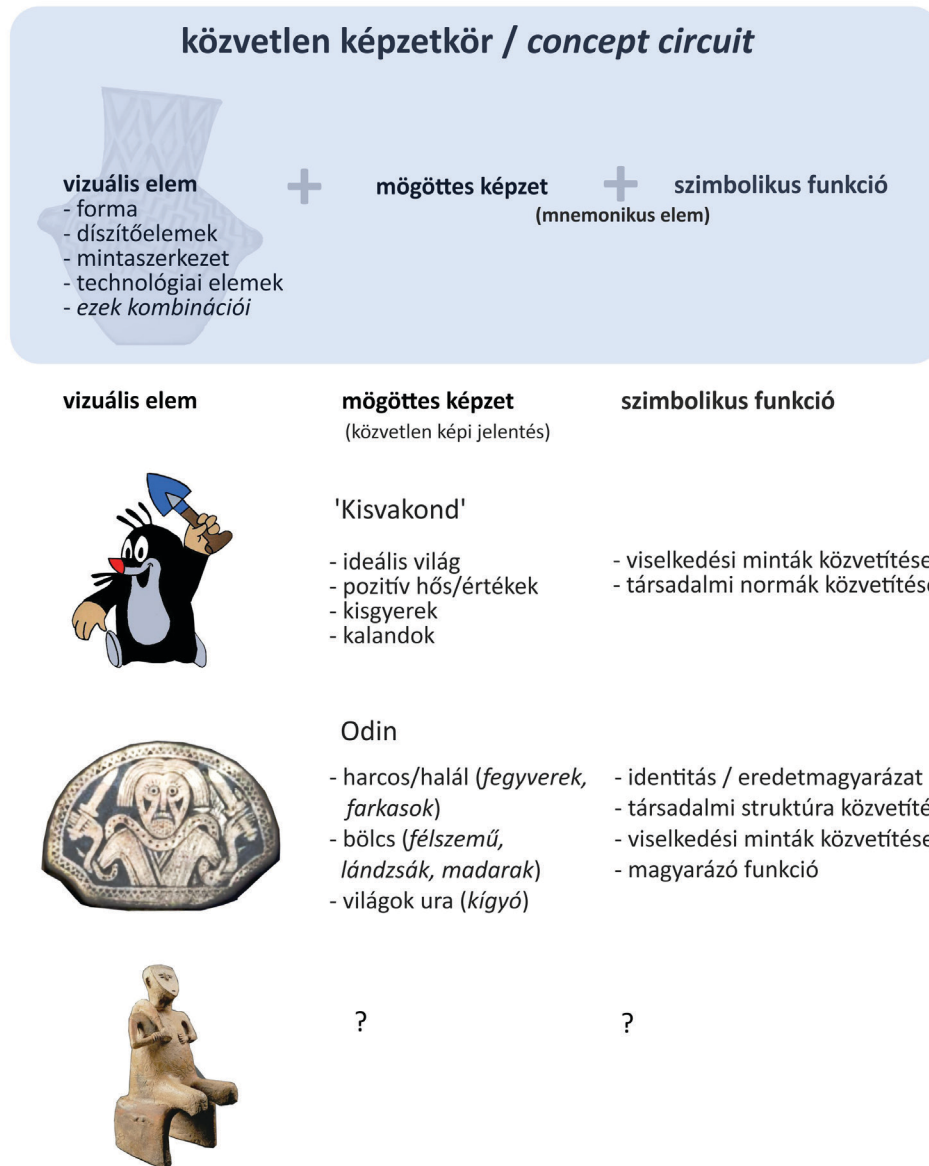 közvetlen képzetkör / concept circuit
vizuális elem
- forma
- díszítőelemek
- mintaszerkezet
- technológiai elemek
- ezek kombinációi
+
mögöttes képzet
(mnemonikus elem)
+
szimbolikus funkció
vizuális elem
mögöttes képzet
(közvetlen képi jelentés)
szimbolikus funkció
'Kisvakond'
- ideális világ
- pozitív hős/értékek
- kisgyerek
- kalandok
- viselkedési minták közvetítése
- társadalmi normák közvetítése
Odin
- harcos/halál (fegyverek,
farkasok)
- bölcs (félszemű,
lándzsák, madarak)
- világok ura (kígyó)
- identitás / eredetmagyarázat
- társadalmi struktúra közvetíté
- viselkedési minták közvetítése
- magyarázó funkció
?
?